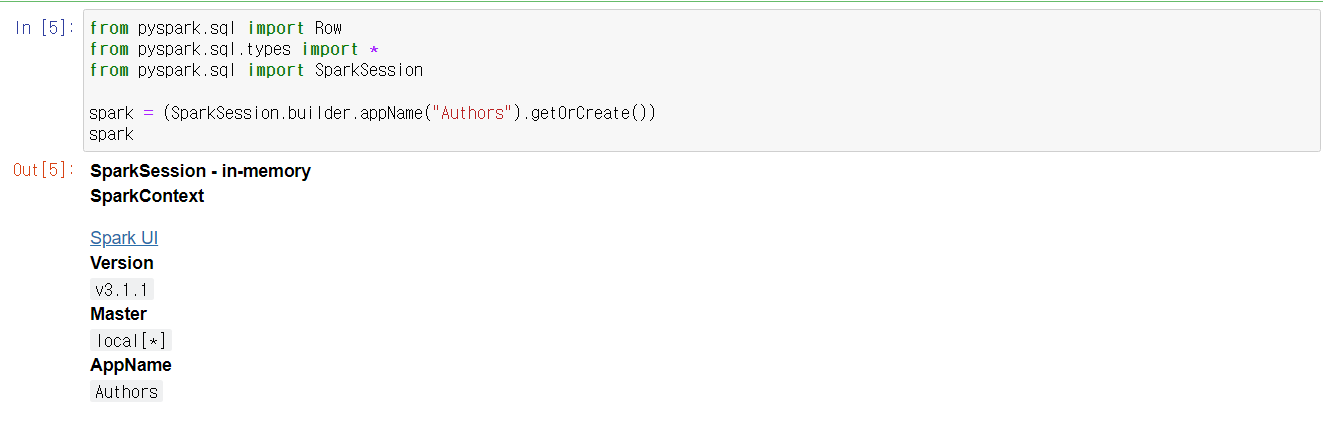 In [5]:
from pyspark.sql import Row
from pyspark.sql.types import *
from pyspark.sql import SparkSession

spark = (SparkSession.builder.appName("Authors").getOrCreate())
spark
Out[5]:
SparkSession - in-memory
SparkContext
Spark UI
Version
v3.1.1
Master
local[*]
AppName
Authors